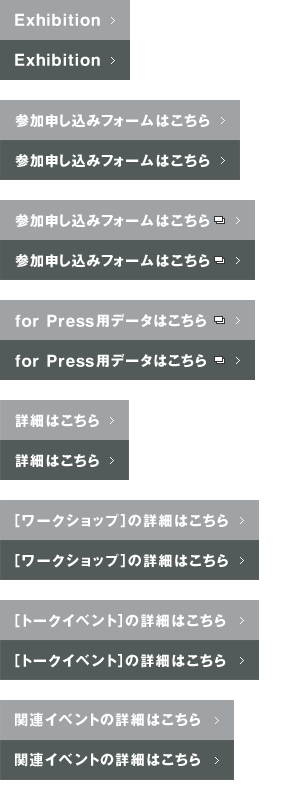 Exhibition
Exhibition
参加申し込みフォームはこちら
参加申し込みフォームはこちら
参加申し込みフォームはこちら
参加申し込みフォームはこちら
for Press用データはこちら
for Press用データはこちら
詳細はこちら
詳細はこちら
[ワークショップ]の詳細はこちら
[ワークショップ]の詳細はこちら
[トークイベント]の詳細はこちら
[トークイベント]の詳細はこちら
関連イベントの詳細はこちら
関連イベントの詳細はこちら